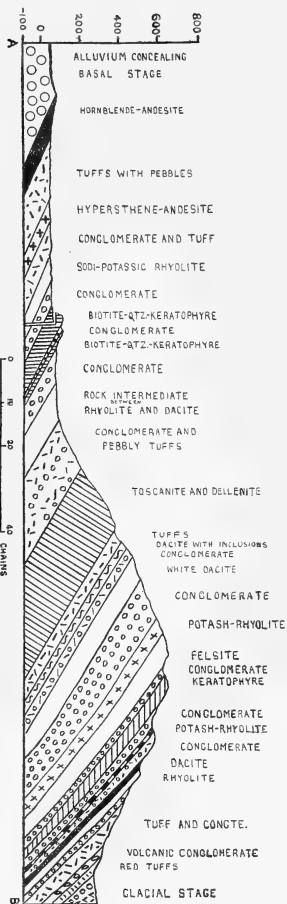 -100 0 200 400 600 800
A
ALLUVIUM CONCEALING
BASAL STAGE
HORNBLENDE-ANDESITE
TUFFS WITH PEBBLES
HYPERSTHENE-ANDESITE
CONGLOMERATE AND TUFF
SODI-POTASSIC RHYOLITE
CONGLOMERATE
BIOTITE-QTZ.-KERATOPHYRE
CONGLOMERATE
BIOTITE-QTZ.-KERATOPHYRE
CONGLOMERATE
ROCK INTERMEDIATE
BETWEEN
RHYOLITE AND DACITE
CONGLOMERATE AND
PEBBLY TUFFS
TOSCANITE AND DELLENITE
TUFFS
DACITE WITH INCLUSIONS
CONGLOMERATE
WHITE DACITE
CONGLOMERATE
POTASH-RHYOLITE
FELSITE
CONGLOMERATE
KERATOPHYRE
CONGLOMERATE
POTASH-RHYOLITE
CONGLOMERATE
DACITE
RHYOLITE
TUFF AND CONGTE.
VOLCANIC CONGLOMERATE
RED TUFFS
GLACIAL STAGE
B
0 10 20 40
CHAINS